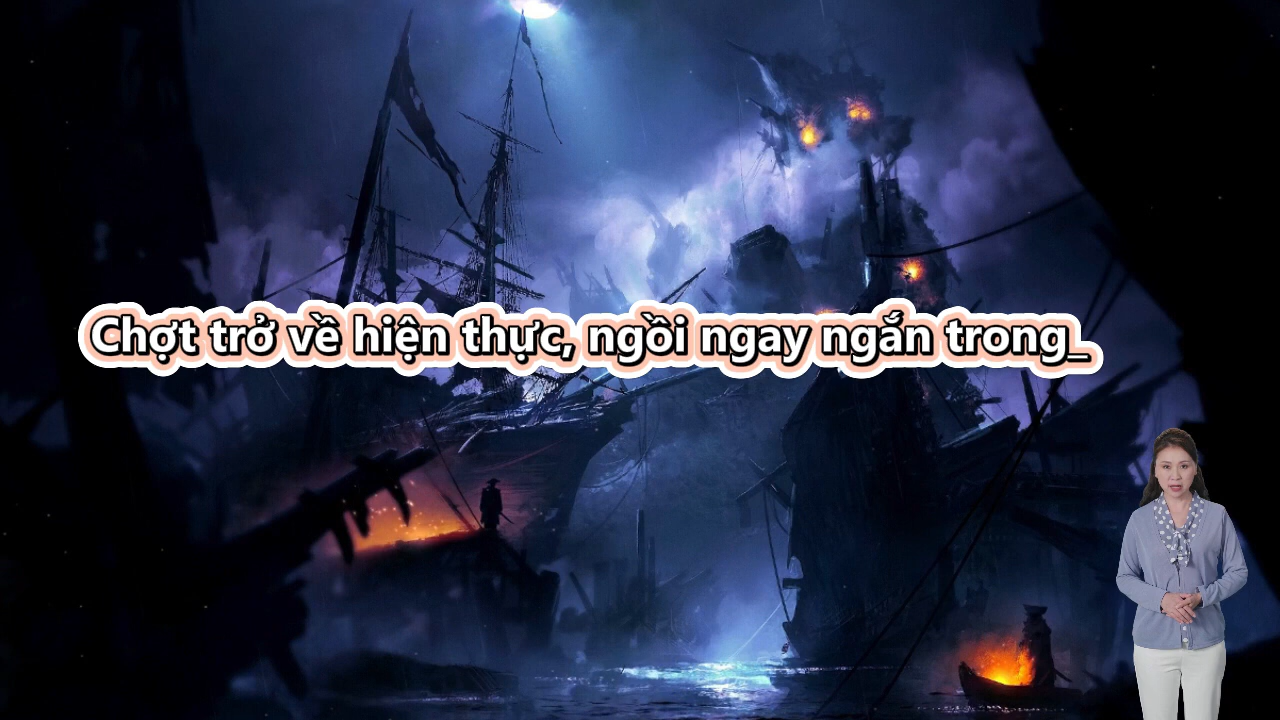 Chợt trở về hiện thực, ngồi ngay ngắn trong_